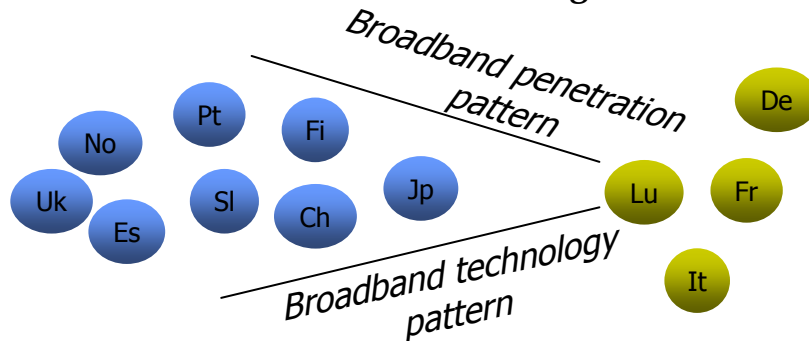 Broadband penetration
pattern
De
Pt
Fi
No
Uk
Sl
Jp
Lu
Fr
Es
Ch
It
Broadband technology
pattern